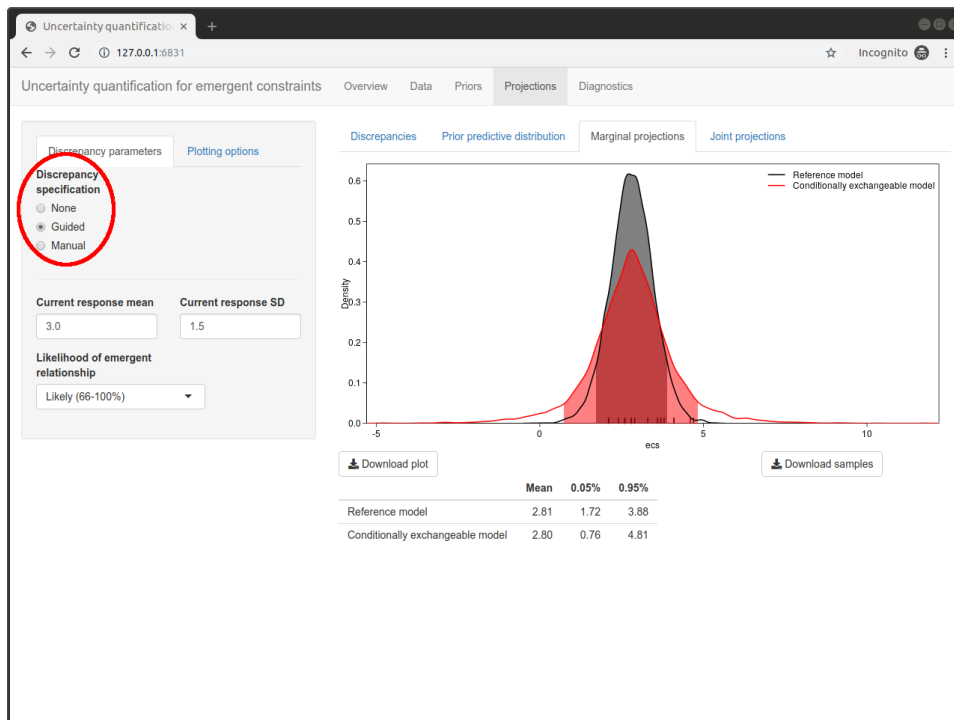 Uncertainty quantificatio × +
127.0.0.1:6831 Incognito
Uncertainty quantification for emergent constraints Overview Data Priors Projections Diagnostics
Discrepancy parameters Plotting options
Discrepancy
specification
None
Guided
Manual
Current response mean Current response SD
3.0 1.5
Likelihood of emergent
relationship
Likely (66-100%)
Discrepancies Prior predictive distribution Marginal projections Joint projections
Reference model
Conditionally exchangeable model
Density
0.6
0.5
0.4
0.3
0.2
0.1
0.0
-5 0 5 10
ecs
Download plot Download samples
Mean 0.05% 0.95%
Reference model 2.81 1.72 3.88
Conditionally exchangeable model 2.80 0.76 4.81